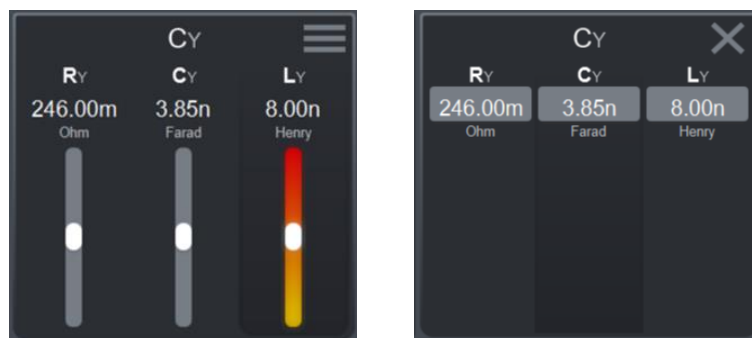 CY
RY CY LY
246.00m 3.85n 8.00n
Ohm Farad Henry
CY
RY CY LY
246.00m 3.85n 8.00n
Ohm Farad Henry